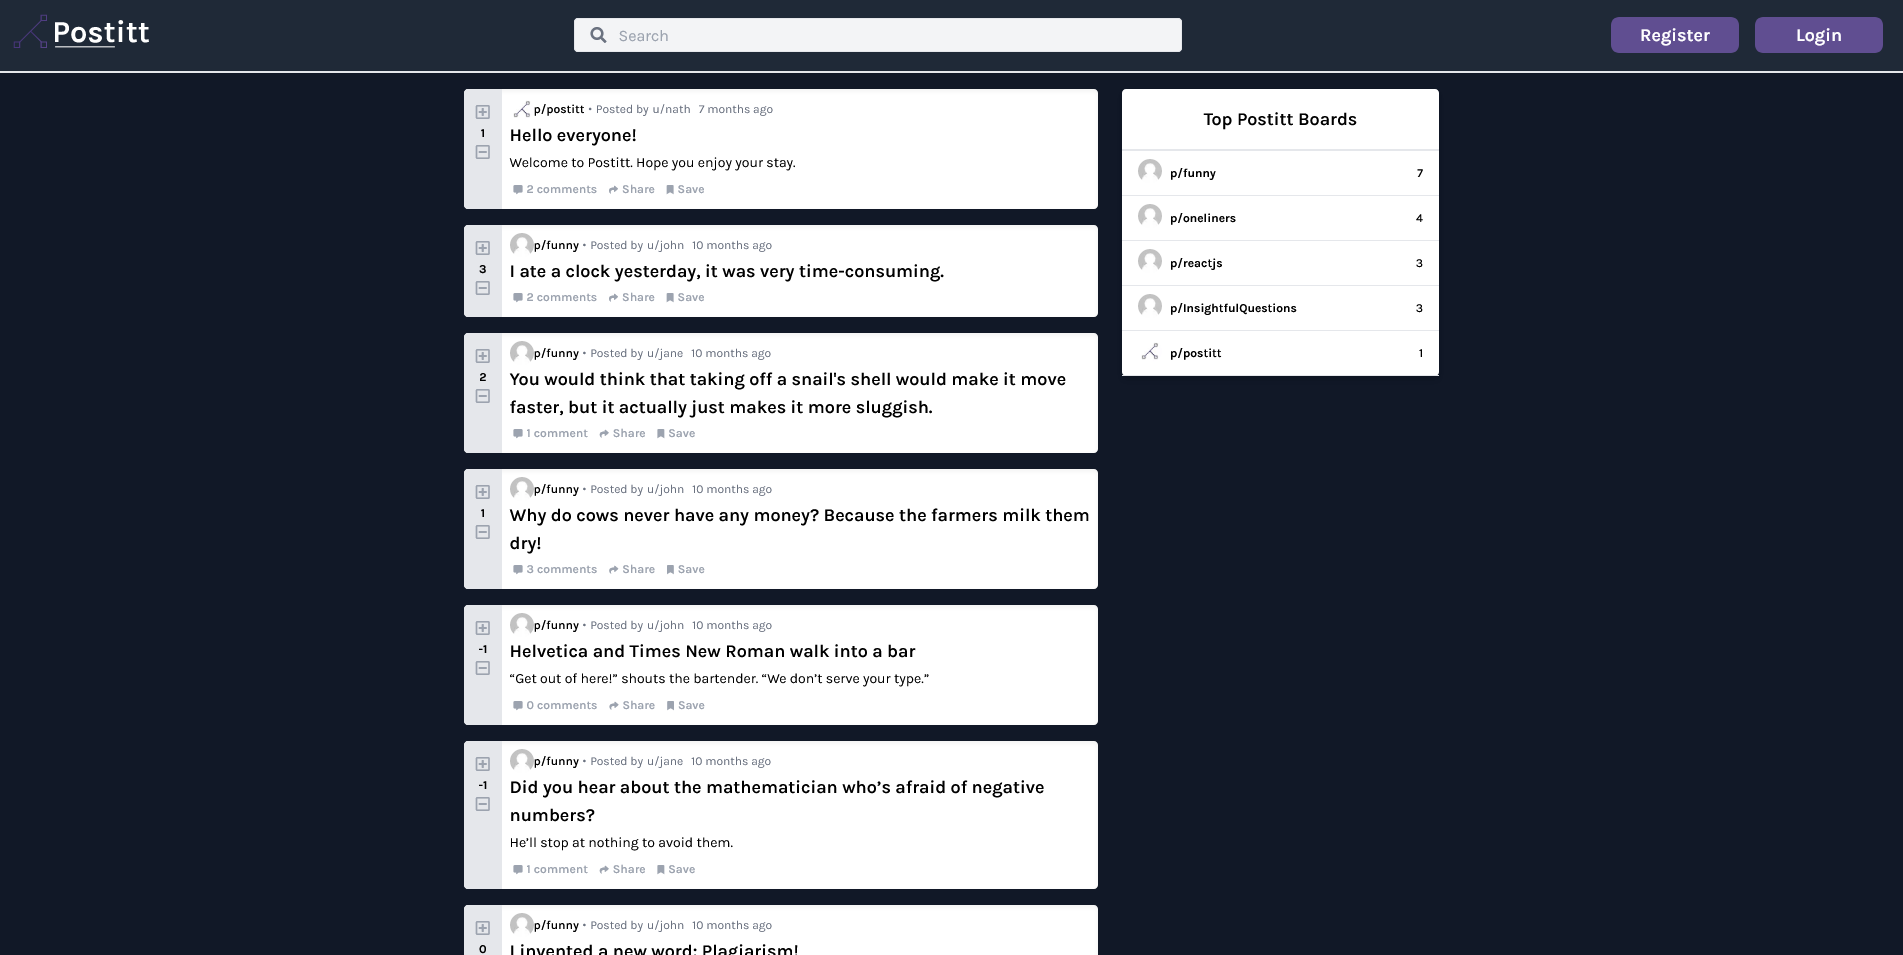 Postitt
Search
Register
Login
p/postitt • Posted by u/nath 7 months ago
1
Hello everyone!
Welcome to Postitt. Hope you enjoy your stay.
2 comments Share Save
p/funny • Posted by u/john 10 months ago
3
I ate a clock yesterday, it was very time-consuming.
2 comments Share Save
p/funny • Posted by u/jane 10 months ago
2
You would think that taking off a snail's shell would make it move
faster, but it actually just makes it more sluggish.
1 comment Share Save
p/funny • Posted by u/john 10 months ago
1
Why do cows never have any money? Because the farmers milk them
dry!
3 comments Share Save
p/funny • Posted by u/john 10 months ago
-1
Helvetica and Times New Roman walk into a bar
“Get out of here!” shouts the bartender. “We don’t serve your type.”
0 comments Share Save
p/funny • Posted by u/jane 10 months ago
-1
Did you hear about the mathematician who’s afraid of negative
numbers?
He’ll stop at nothing to avoid them.
1 comment Share Save
p/funny • Posted by u/john 10 months ago
0
I invented a new word: Plagiarism!
Top Postitt Boards
p/funny 7
p/oneliners 4
p/reactjs 3
p/InsightfulQuestions 3
p/postitt 1